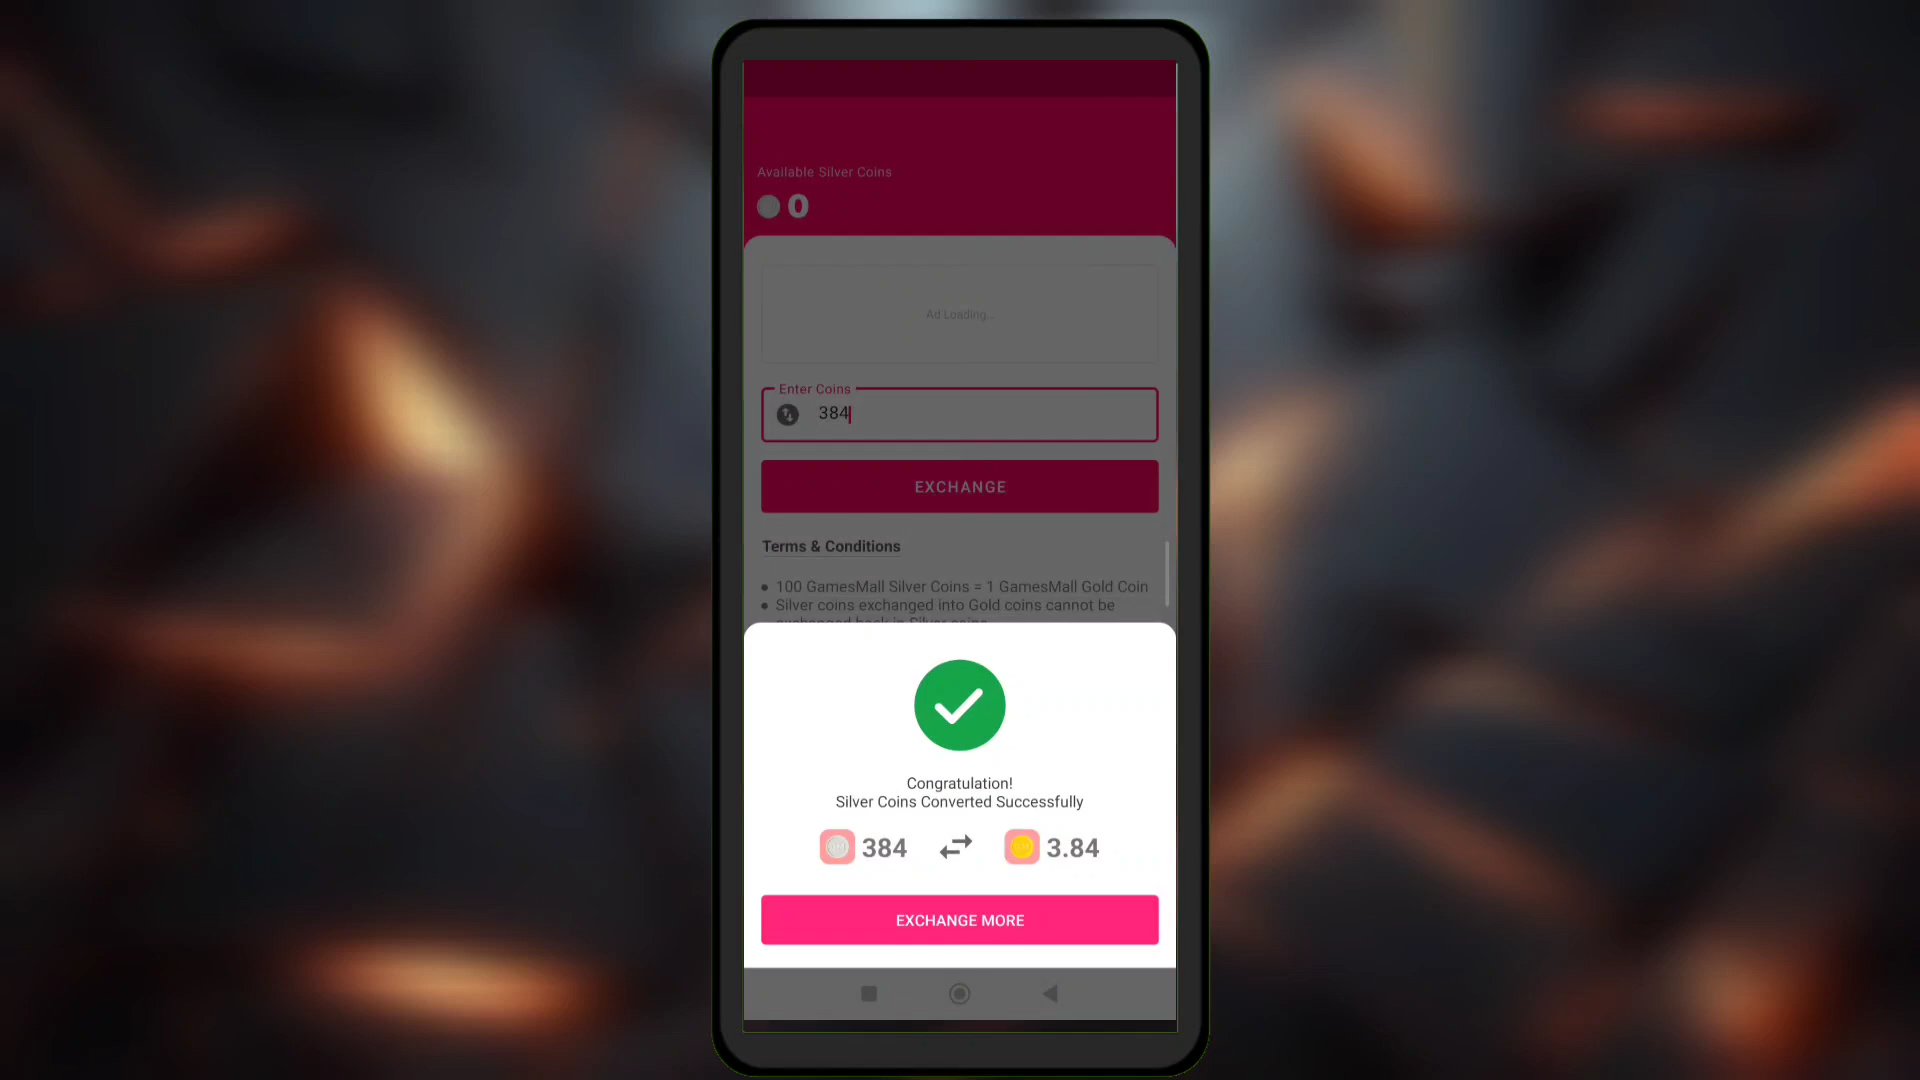 Available Silver Coins
0
Ad Loading...
Enter Coins
384
EXCHANGE
Terms & Conditions
• 100 GamesMall Silver Coins = 1 GamesMall Gold Coin
• Silver coins exchanged into Gold coins cannot be
Congratulation!
Silver Coins Converted Successfully
384 3.84
EXCHANGE MORE